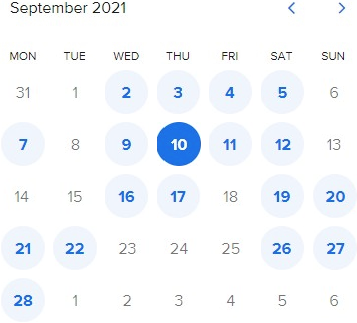 September 2021
MON TUE WED THU FRI SAT SUN
31 1 2 3 4 5 6
7 8 9 10 11 12 13
14 15 16 17 18 19 20
21 22 23 24 25 26 27
28 1 2 3 4 5 6